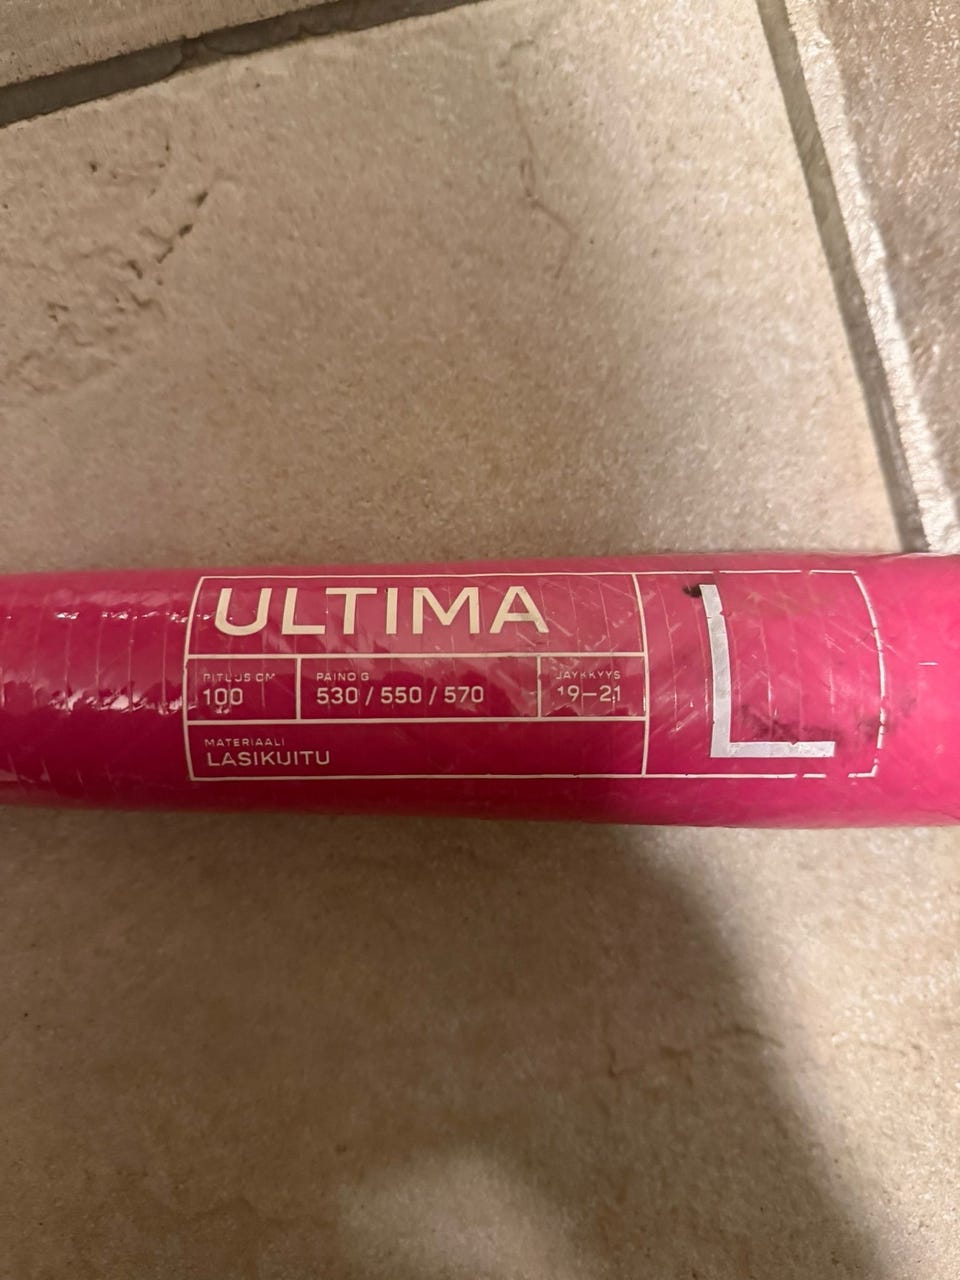 ULTIMA
L
PITUUS CM
100
PAINO G
530 / 550 / 570
JÄYKKYYS
19–21
MATERIAALI
LASIKUITU